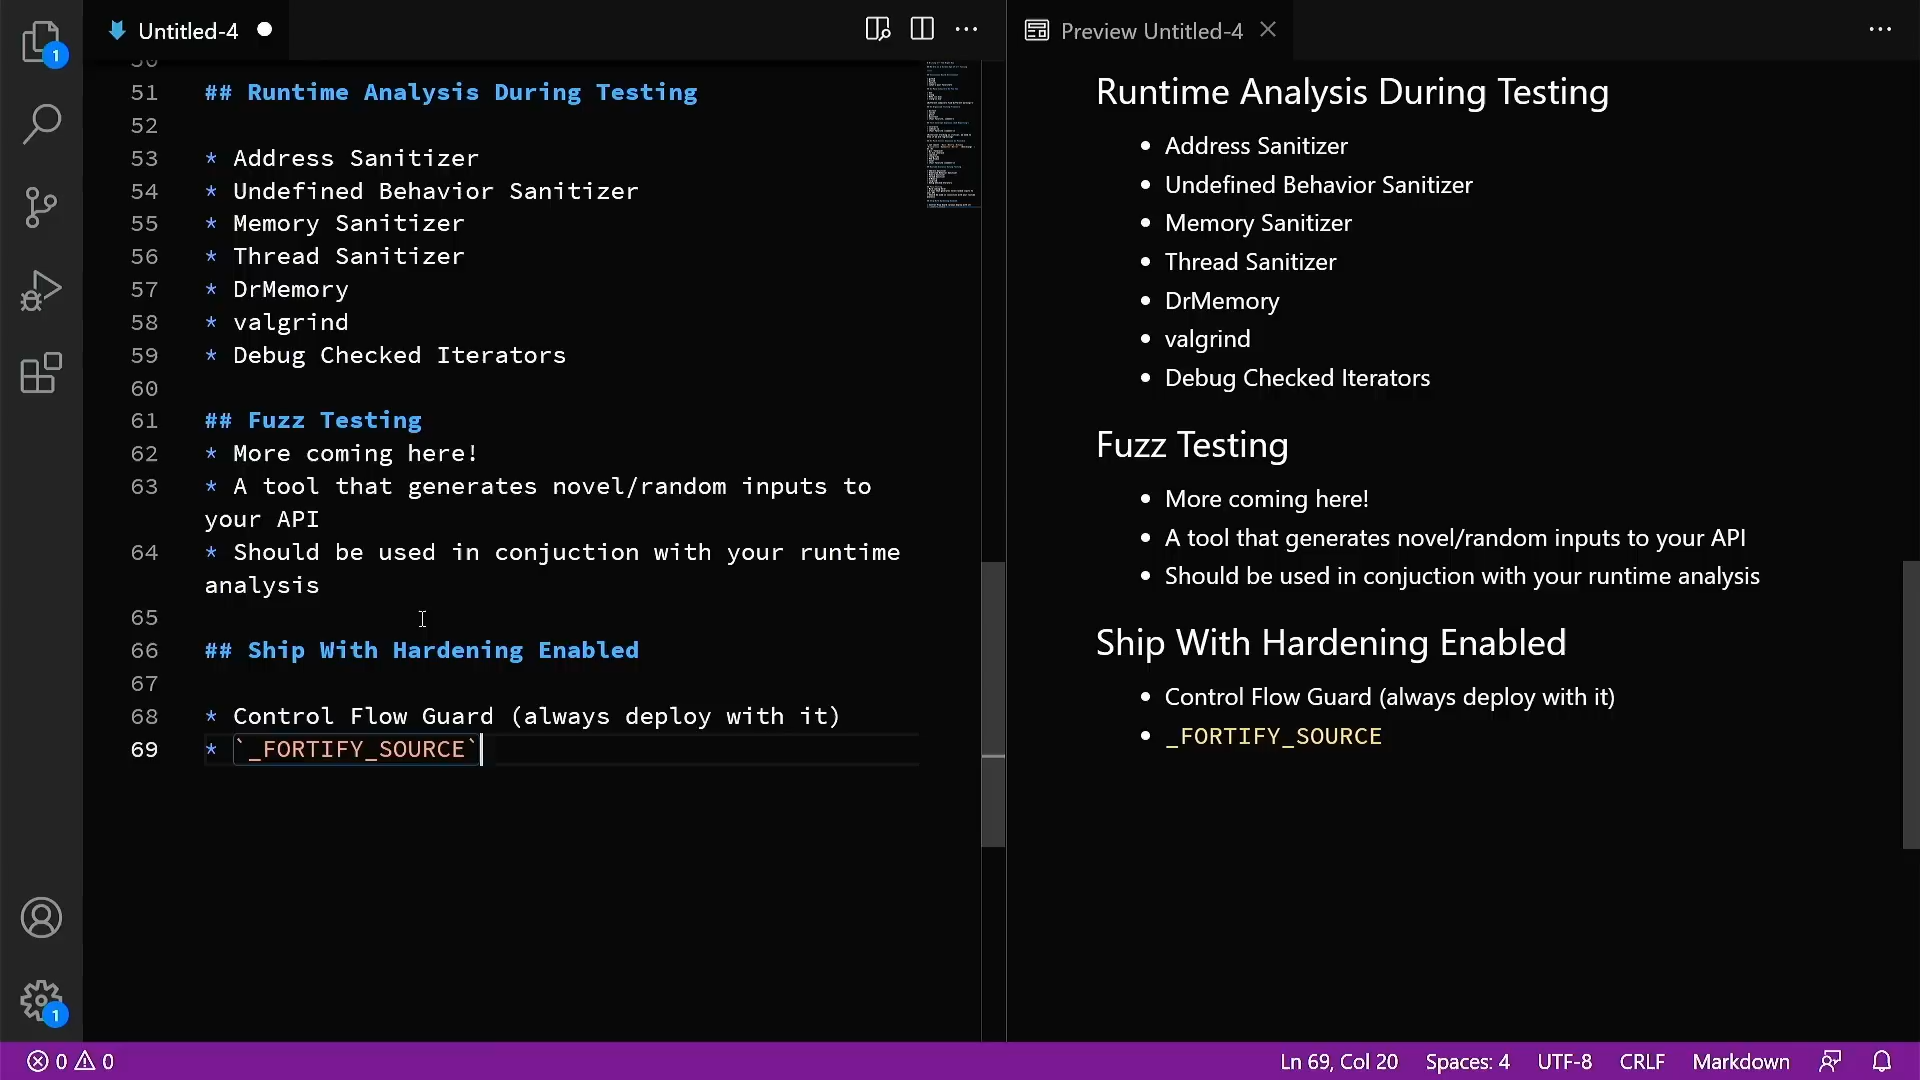 1
Untitled-4
Preview Untitled-4
51 ## Runtime Analysis During Testing
52
53 * Address Sanitizer
54 * Undefined Behavior Sanitizer
55 * Memory Sanitizer
56 * Thread Sanitizer
57 * DrMemory
58 * valgrind
59 * Debug Checked Iterators
60
61 ## Fuzz Testing
62 * More coming here!
63 * A tool that generates novel/random inputs to
your API
64 * Should be used in conjuction with your runtime
analysis
65
66 ## Ship With Hardening Enabled
67
68 * Control Flow Guard (always deploy with it)
69 * `_FORTIFY_SOURCE`
Runtime Analysis During Testing
• Address Sanitizer
• Undefined Behavior Sanitizer
• Memory Sanitizer
• Thread Sanitizer
• DrMemory
• valgrind
• Debug Checked Iterators
Fuzz Testing
• More coming here!
• A tool that generates novel/random inputs to your API
• Should be used in conjuction with your runtime analysis
Ship With Hardening Enabled
• Control Flow Guard (always deploy with it)
• _FORTIFY_SOURCE
1
0 0
Ln 69, Col 20 Spaces: 4 UTF-8 CRLF Markdown